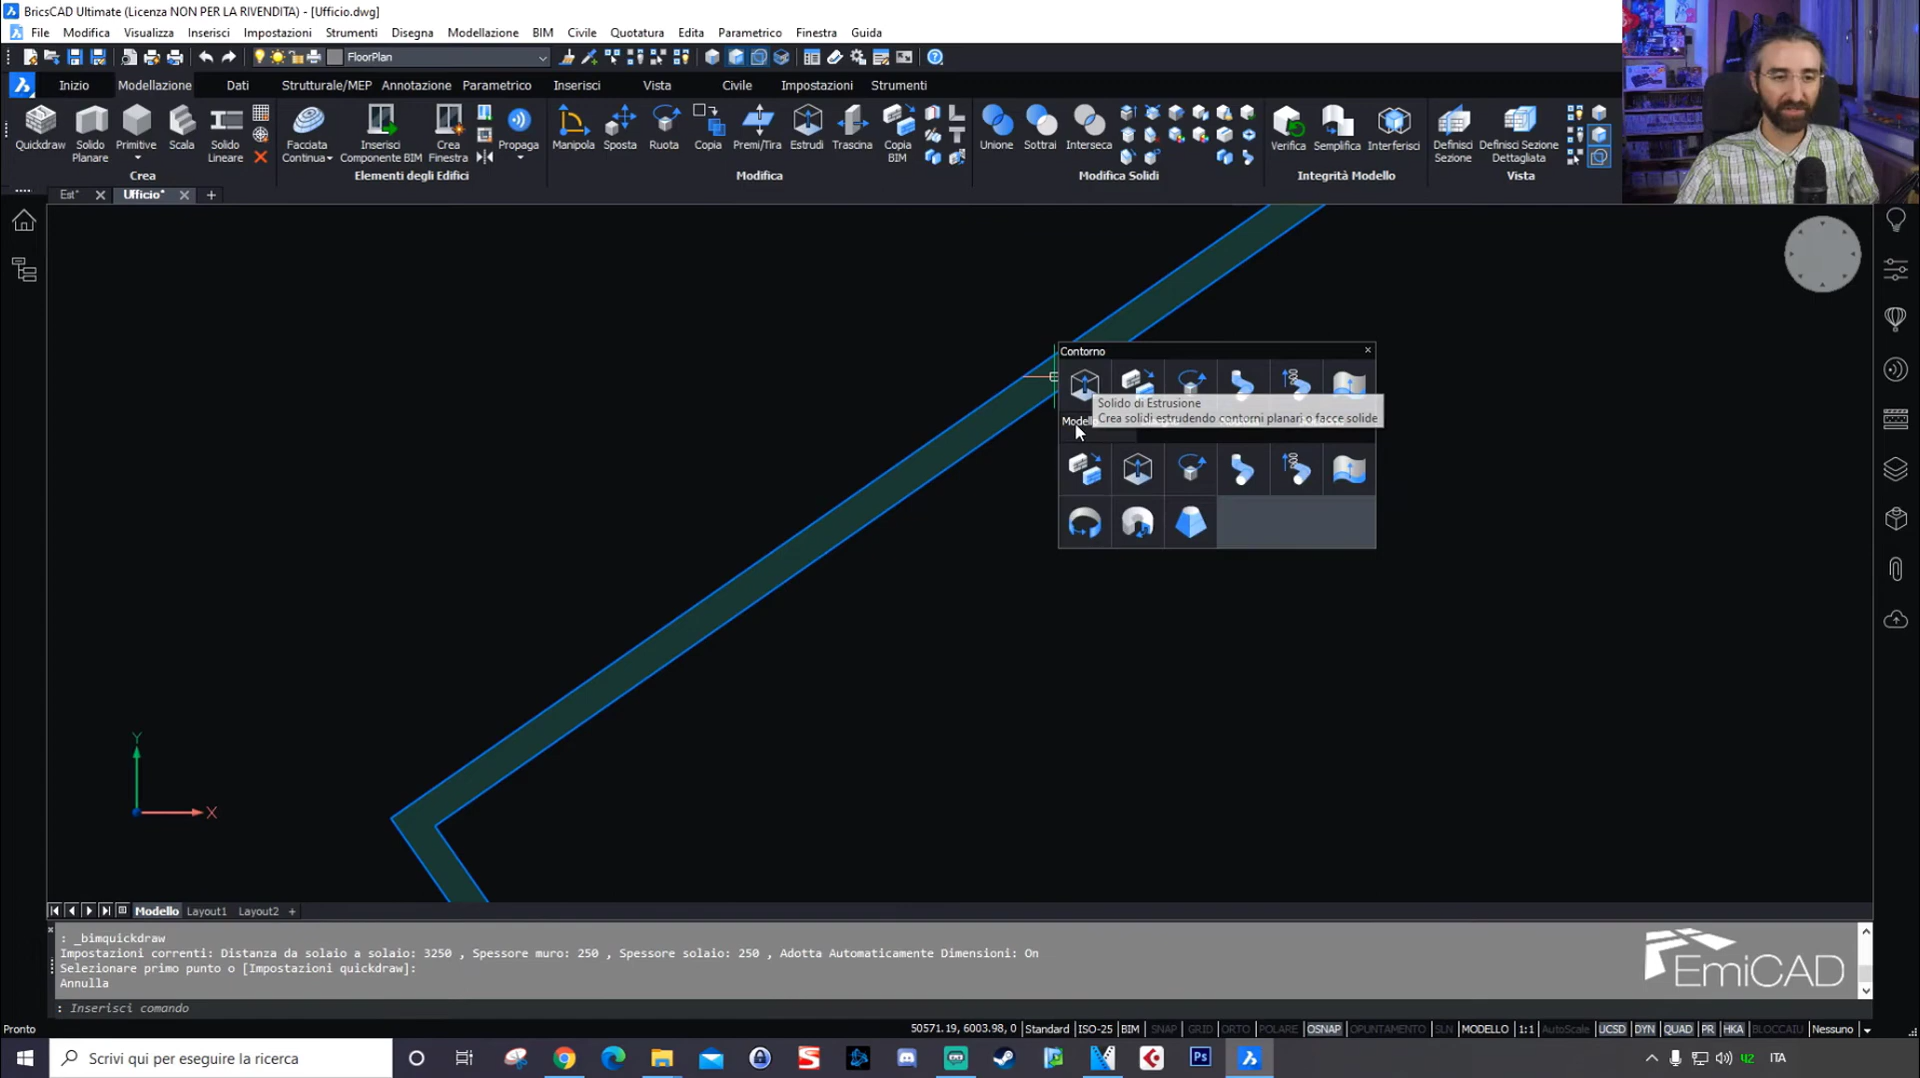 BricsCAD Ultimate (Licenza NON PER LA RIVENDITA) - [Ufficio.dwg]
File Modifica Visualizza Inserisci Impostazioni Strumenti Disegna Modellazione BIM Civile Quotatura Edita Parametrico Finestra Guida
FloorPlan
Inizio Modellazione Dati Strutturale/MEP Annotazione Parametrico Inserisci Vista Civile Impostazioni Strumenti
Quickdraw Solido Planare Primitive Scala Solido Lineare Facciata Continua Inserisci Componente BIM Crea Finestra Propaga Manipola Sposta Ruota Copia Premi/Tira Estrudi Trascina Copia BIM Unione Sottrai Interseca Verifica Semplifica Interferisci Definisci Sezione Definisci Sezione Dettagliata
Crea Elementi degli Edifici Modifica Modifica Solidi Integrità Modello Vista
Est* Ufficio*
Contorno
Solido di Estrusione
Crea solidi estrudendo contorni planari o facce solide
Y
X
Modello Layout1 Layout2 +
: _bimquickdraw
Impostazioni correnti: Distanza da solaio a solaio: 3250 , Spessore muro: 250 , Spessore solaio: 250 , Adotta Automaticamente Dimensioni: On
Selezionare primo punto o [Impostazioni quickdraw]:
Annulla
EmiCAD
: Inserisci comando
Pronto 50571.19, 6003.98, 0 Standard ISO-25 BIM SNAP GRID ORTO POLARE OSNAP OPUNTAMENTO SLN MODELLO 1:1 AutoScale UCSD DYN QUAD PR HKA BLOCCAIU Nessuno
Scrivi qui per eseguire la ricerca
Ps
42 ITA